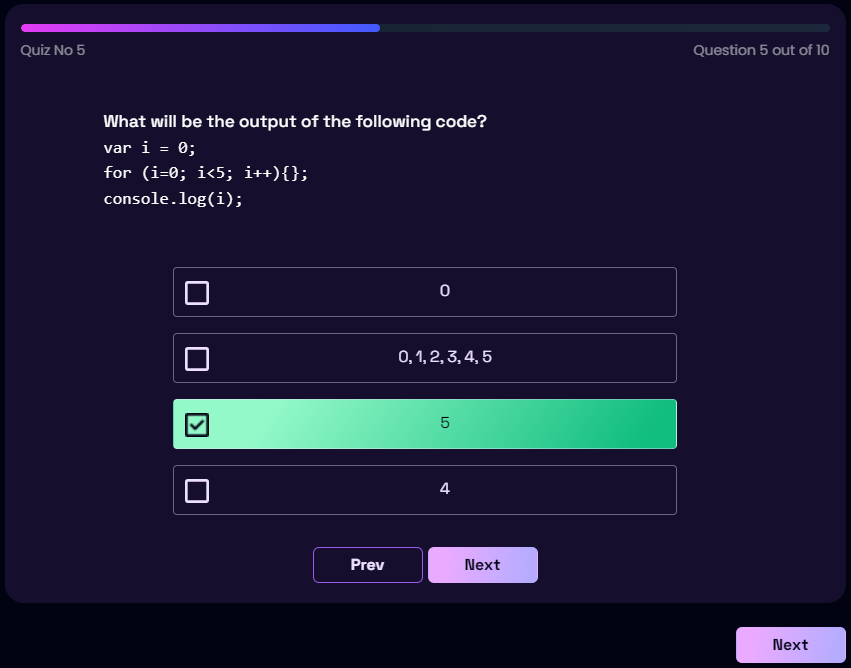 Quiz No 5
Question 5 out of 10
What will be the output of the following code?
var i = 0;
for (i=0; i<5; i++){};
console.log(i);
0
0, 1, 2, 3, 4, 5
5
4
Prev
Next
Next